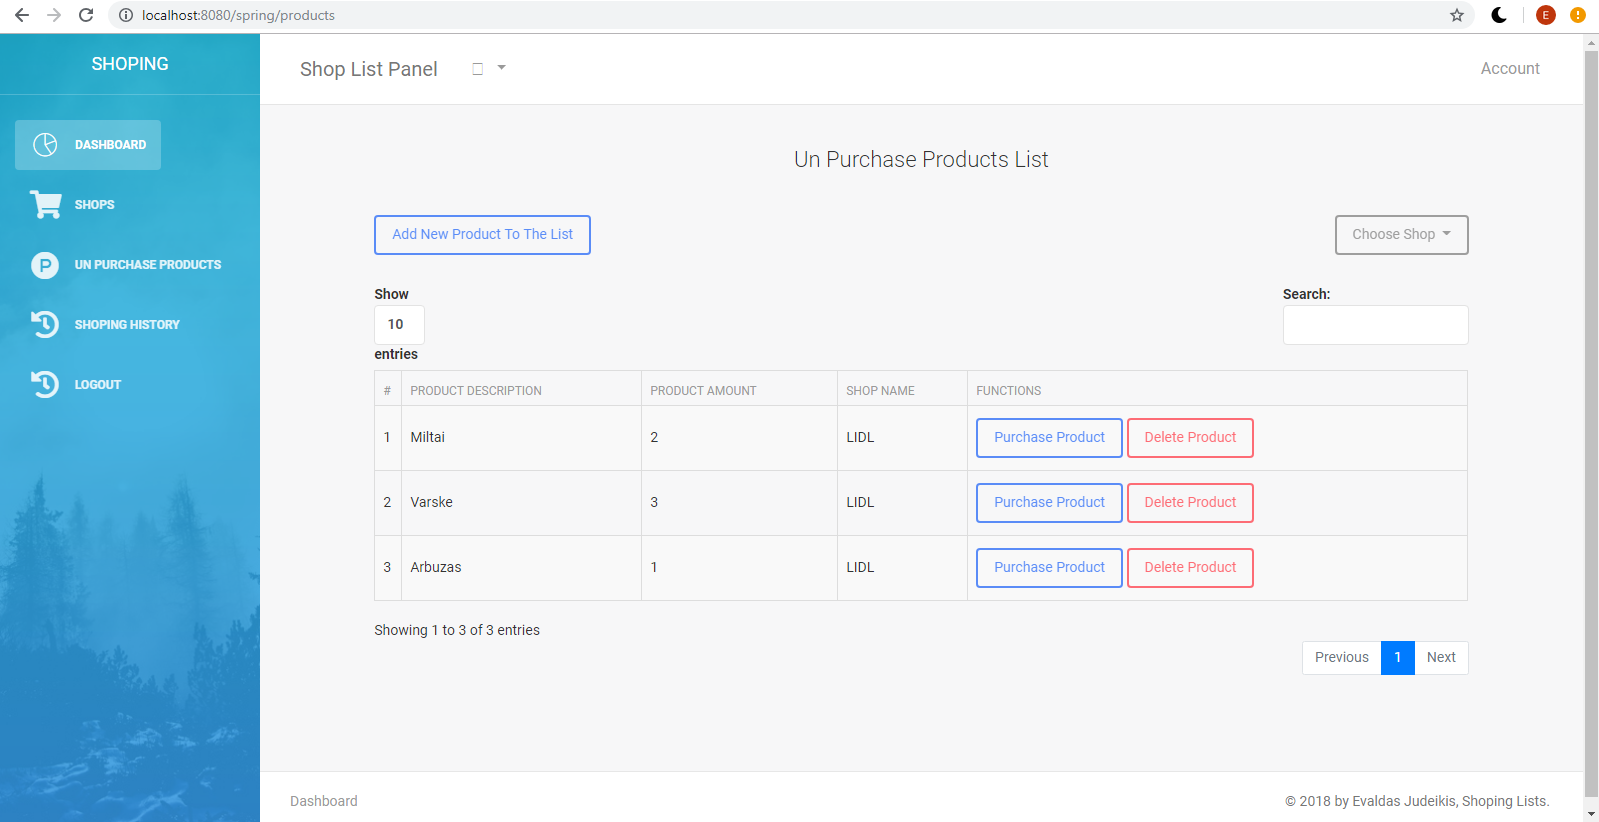 localhost:8080/spring/products
E
SHOPING
DASHBOARD
SHOPS
P
UN PURCHASE PRODUCTS
SHOPING HISTORY
LOGOUT
Shop List Panel
Account
Un Purchase Products List
Add New Product To The List
Choose Shop
Show
10
entries
Search:
# PRODUCT DESCRIPTION PRODUCT AMOUNT SHOP NAME FUNCTIONS
1 Miltai 2 LIDL Purchase Product Delete Product
2 Varske 3 LIDL Purchase Product Delete Product
3 Arbuzas 1 LIDL Purchase Product Delete Product
Showing 1 to 3 of 3 entries
Previous 1 Next
Dashboard
© 2018 by Evaldas Judeikis, Shoping Lists.